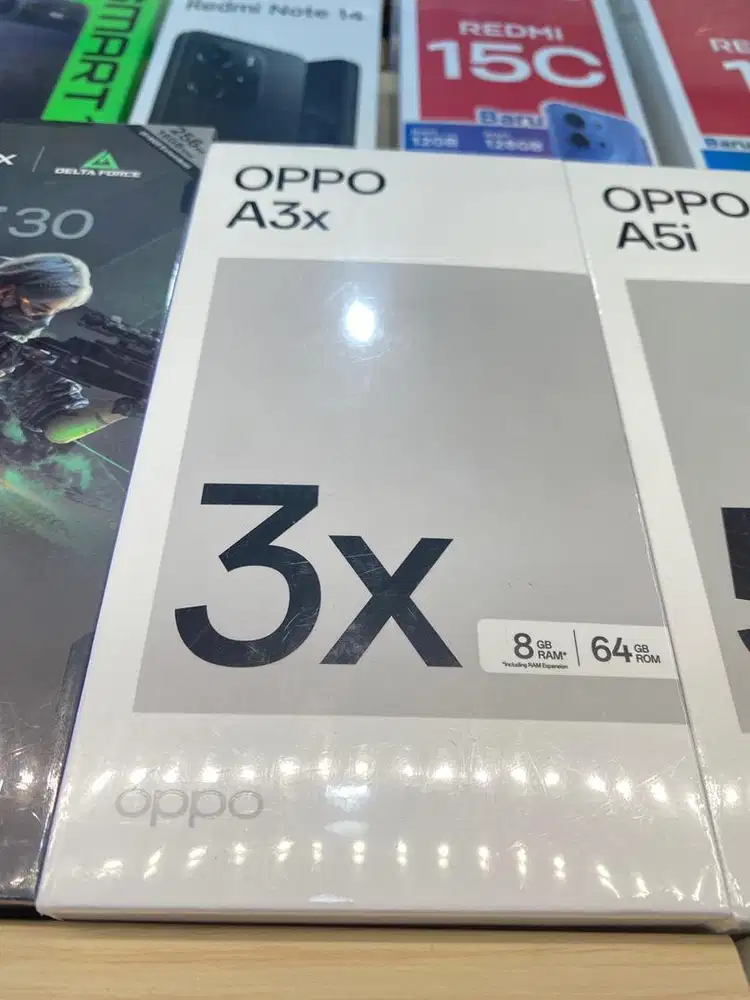 SMART
Redmi Note 14
REDMI
15C
Baru
128GB
x
DELTA FORCE
30
256
OPPO
A3x
3x
8 GB RAM* | 64 GB ROM
*Including RAM Expansion
oppo
OPPO
A5i